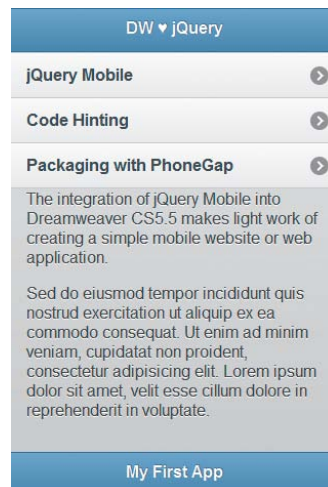 DW ♥ jQuery
jQuery Mobile
Code Hinting
Packaging with PhoneGap
The integration of jQuery Mobile into
Dreamweaver CS5.5 makes light work of
creating a simple mobile website or web
application.
Sed do eiusmod tempor incididunt quis
nostrud exercitation ut aliquip ex ea
commodo consequat. Ut enim ad minim
veniam, cupidatat non proident,
consectetur adipisicing elit. Lorem ipsum
dolor sit amet, velit esse cillum dolore in
reprehenderit in voluptate.
My First App